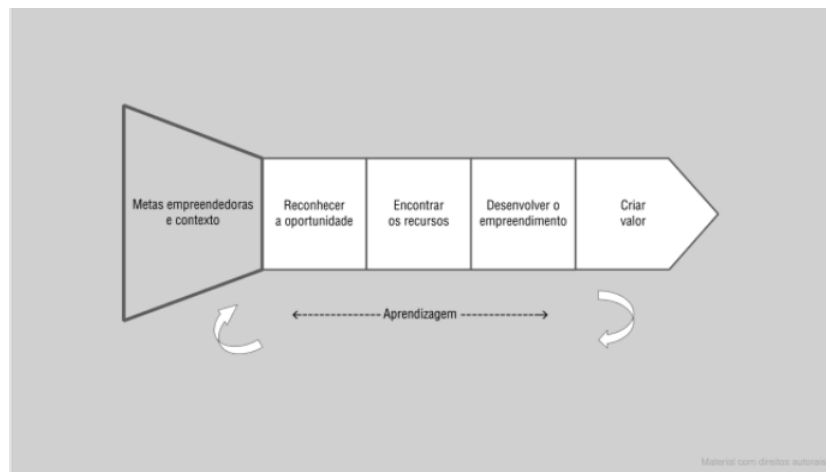 Metas empreendedoras
e contexto
Reconhecer
a oportunidade
Encontrar
os recursos
Desenvolver o
empreendimento
Criar
valor
Aprendizagem
Material com direitos autorais